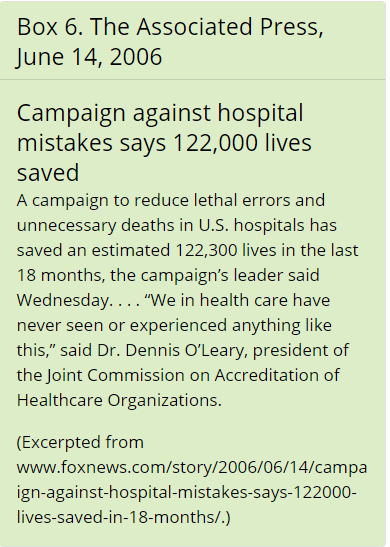 Box 6. The Associated Press,
June 14, 2006
Campaign against hospital
mistakes says 122,000 lives
saved
A campaign to reduce lethal errors and
unnecessary deaths in U.S. hospitals has
saved an estimated 122,300 lives in the last
18 months, the campaign’s leader said
Wednesday. . . . “We in health care have
never seen or experienced anything like
this,” said Dr. Dennis O’Leary, president of
the Joint Commission on Accreditation of
Healthcare Organizations.
(Excerpted from
www.foxnews.com/story/2006/06/14/campa
ign-against-hospital-mistakes-says-122000-
lives-saved-in-18-months/.)